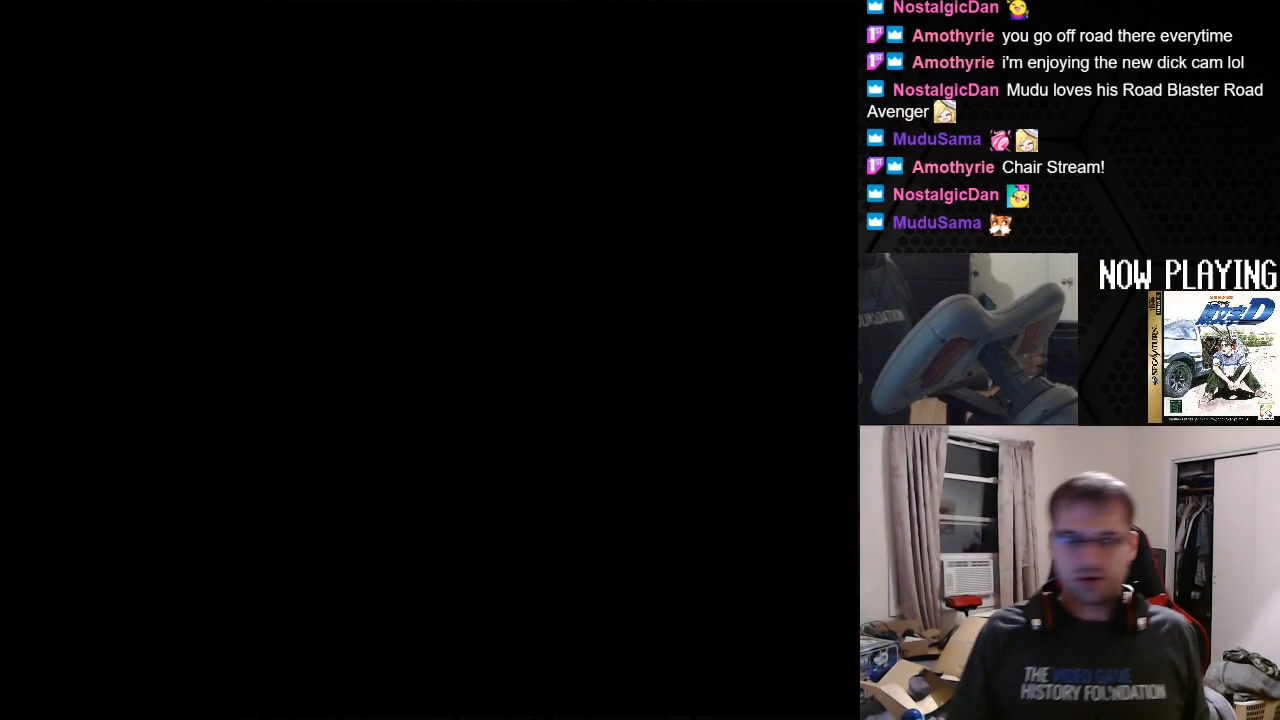 NostalgicDan
Amothyrie you go off road there everytime
Amothyrie i'm enjoying the new dick cam lol
NostalgicDan Mudu loves his Road Blaster Road
Avenger
MuduSama
Amothyrie Chair Stream!
NostalgicDan
MuduSama
NOW PLAYING
FOUNDATION
D
SEGA SATURN
THE VIDEO GAME
HISTORY FOUNDATION